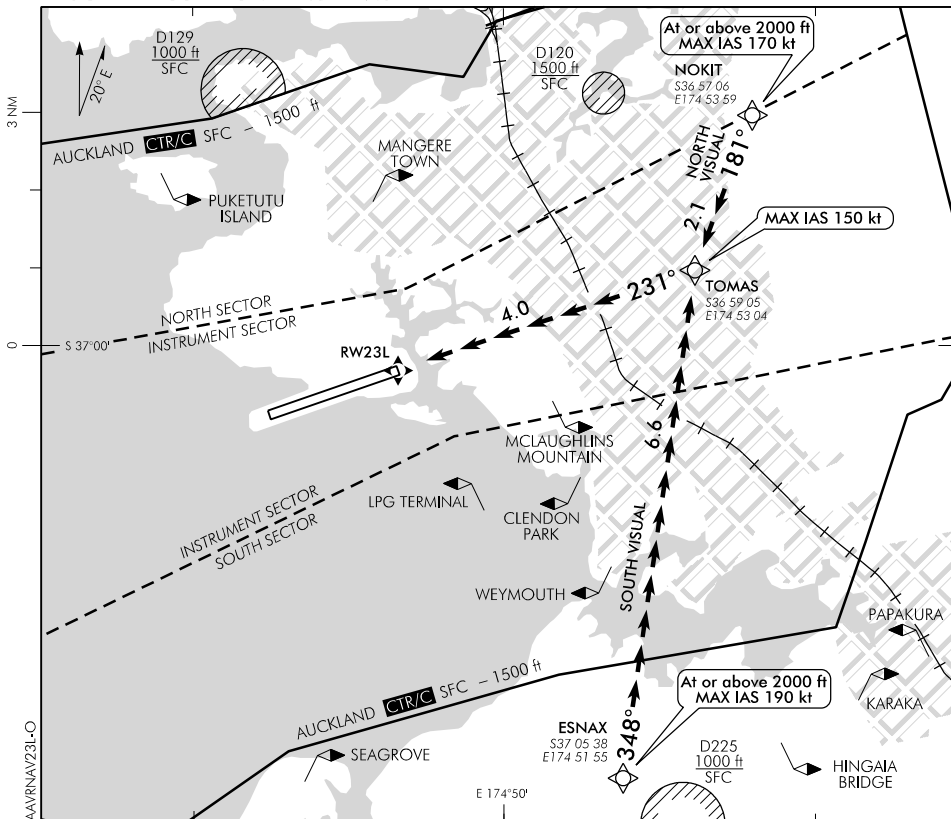 D129
1000 ft
SFC
20° E
3 NM
AUCKLAND CTR/C SFC – 1500 ft
D120
1500 ft
SFC
At or above 2000 ft
MAX IAS 170 kt
NOKIT
S36 57 06
E174 53 59
MANGERE
TOWN
PUKETUTU
ISLAND
NORTH
VISUAL
181°
2.1
MAX IAS 150 kt
TOMAS
S36 59 05
E174 53 04
231°
4.0
NORTH SECTOR
INSTRUMENT SECTOR
0
S 37°00'
RW23L
MCLAUGHLINS
MOUNTAIN
6.6
LPG TERMINAL
CLENDON
PARK
INSTRUMENT SECTOR
SOUTH SECTOR
SOUTH VISUAL
WEYMOUTH
PAPAKURA
AUCKLAND CTR/C SFC – 1500 ft
At or above 2000 ft
MAX IAS 190 kt
KARAKA
ESNAX
S37 05 38
E174 51 55
348°
SEAGROVE
D225
1000 ft
SFC
HINGAIA
BRIDGE
E 174°50'
AAVRNAV23L-O